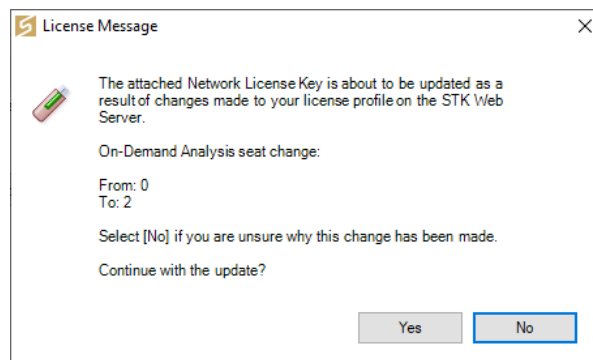 License Message
The attached Network License Key is about to be updated as a
result of changes made to your license profile on the STK Web
Server.
On-Demand Analysis seat change:
From: 0
To: 2
Select [No] if you are unsure why this change has been made.
Continue with the update?
Yes
No